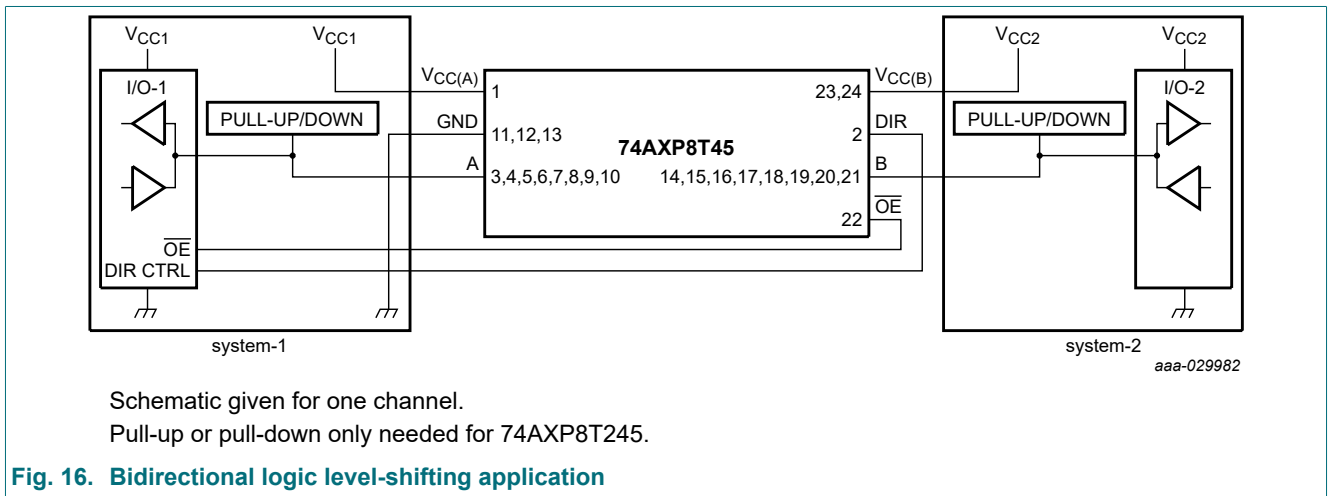 VCC1
VCC1
VCC2
VCC2
I/O-1
PULL-UP/DOWN
VCC(A)
1
23,24
VCC(B)
PULL-UP/DOWN
I/O-2
GND
11,12,13
74AXP8T45
2
DIR
A
3,4,5,6,7,8,9,10
14,15,16,17,18,19,20,21
B
22
OE
OE
DIR CTRL
system-1
system-2
aaa-029982
Schematic given for one channel.
Pull-up or pull-down only needed for 74AXP8T245.
Fig. 16. Bidirectional logic level-shifting application